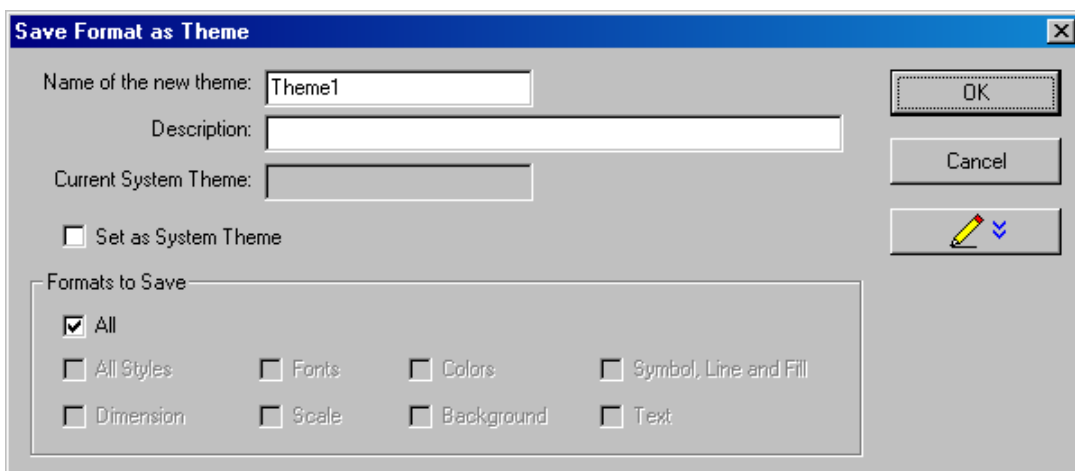 Save Format as Theme
Name of the new theme: Theme1
OK
Description:
Cancel
Current System Theme:
Set as System Theme
Formats to Save
All
All Styles Fonts Colors Symbol, Line and Fill
Dimension Scale Background Text